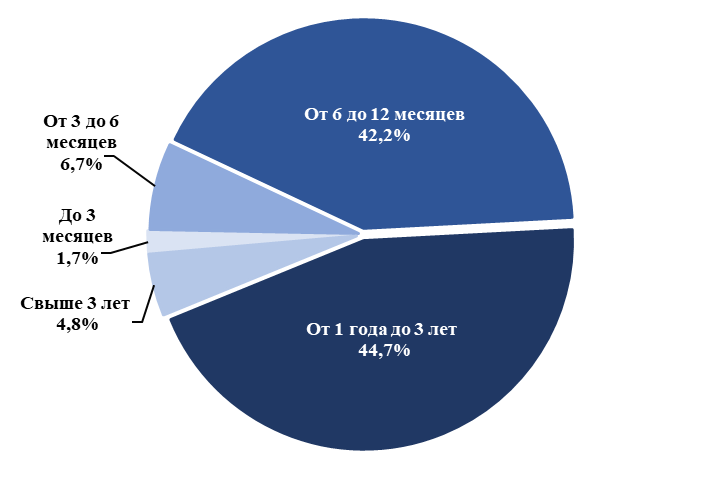 От 6 до 12 месяцев
42,2%
От 3 до 6
месяцев
6,7%
До 3
месяцев
1,7%
Свыше 3 лет
4,8%
От 1 года до 3 лет
44,7%